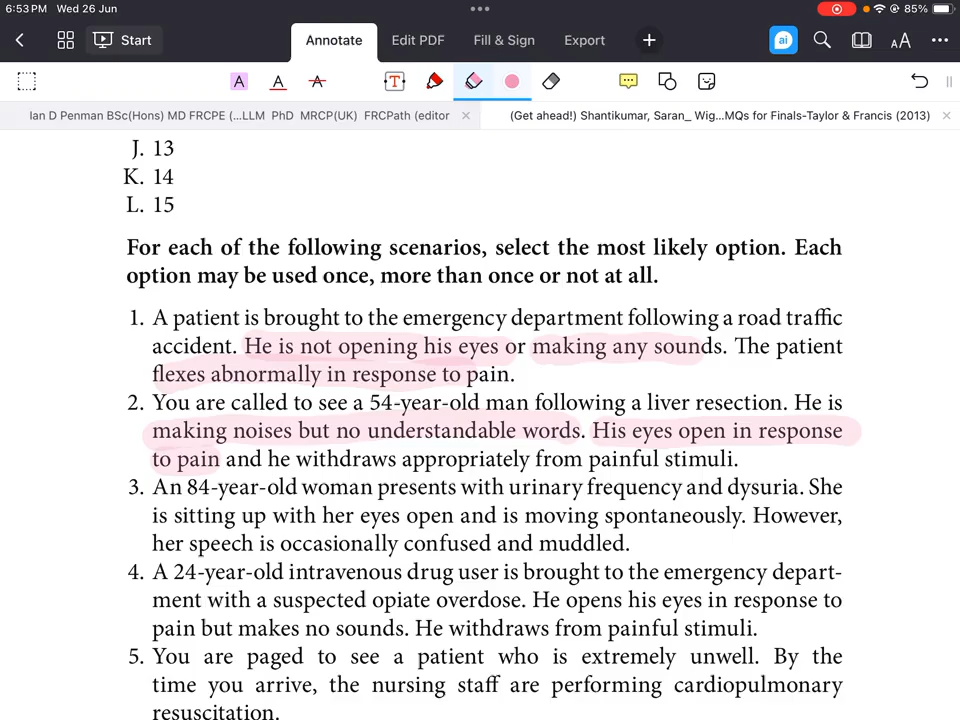 6:53 PM Wed 26 Jun
85%
Start
Annotate
Edit PDF
Fill & Sign
Export
ai
AA
A A A T
Ian D Penman BSc(Hons) MD FRCPE (...LLM PhD MRCP(UK) FRCPath (editor
(Get ahead!) Shantikumar, Saran_ Wig...MQs for Finals-Taylor & Francis (2013)
J. 13
K. 14
L. 15
For each of the following scenarios, select the most likely option. Each
option may be used once, more than once or not at all.
1. A patient is brought to the emergency department following a road traffic
accident. He is not opening his eyes or making any sounds. The patient
flexes abnormally in response to pain.
2. You are called to see a 54-year-old man following a liver resection. He is
making noises but no understandable words. His eyes open in response
to pain and he withdraws appropriately from painful stimuli.
3. An 84-year-old woman presents with urinary frequency and dysuria. She
is sitting up with her eyes open and is moving spontaneously. However,
her speech is occasionally confused and muddled.
4. A 24-year-old intravenous drug user is brought to the emergency depart-
ment with a suspected opiate overdose. He opens his eyes in response to
pain but makes no sounds. He withdraws from painful stimuli.
5. You are paged to see a patient who is extremely unwell. By the
time you arrive, the nursing staff are performing cardiopulmonary
resuscitation.